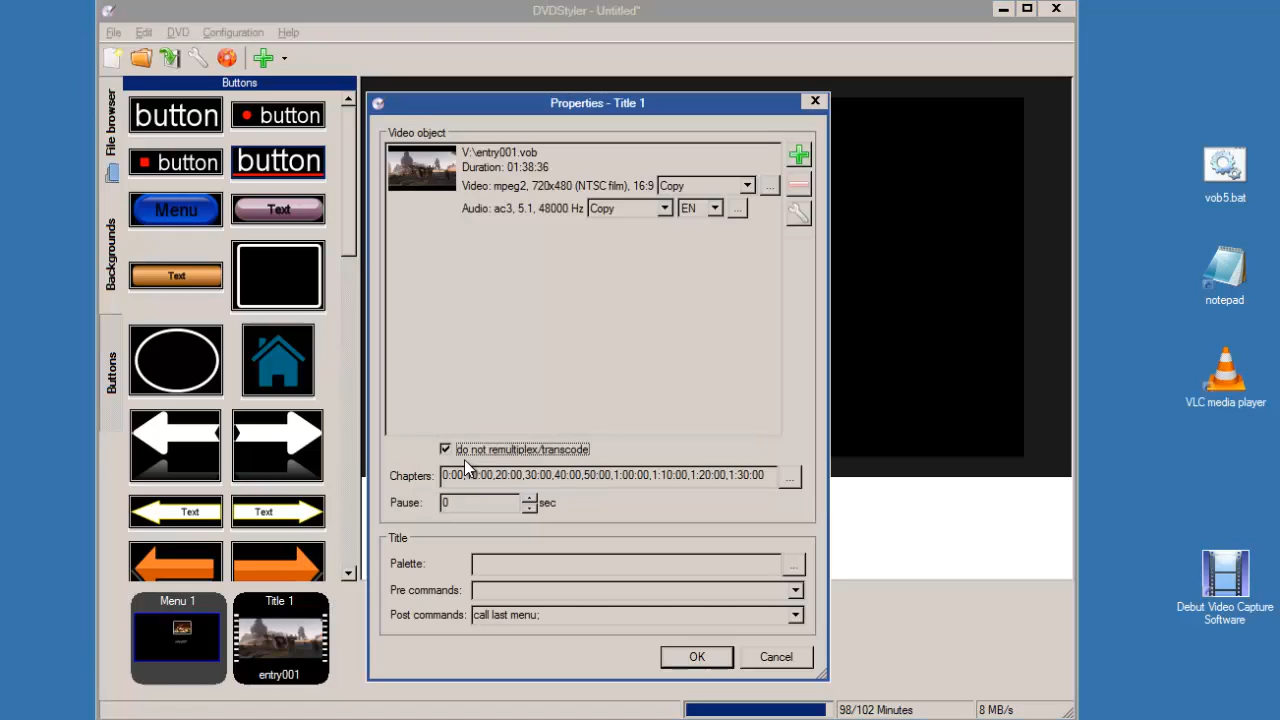 DVDStyler - Untitled*
File Edit DVD Configuration Help
Buttons
File browser
Backgrounds
Buttons
button
button
button
button
Menu
Text
Text
Text
Text
Menu 1
Title 1
entry001
Properties - Title 1
Video object
V:\entry001.vob
Duration: 01:38:36
Video: mpeg2, 720x480 (NTSC film), 16:9 Copy ...
Audio: ac3, 5.1, 48000 Hz Copy EN ...
do not remultiplex/transcode
Chapters: 0:00,10:00,20:00,30:00,40:00,50:00,1:00:00,1:10:00,1:20:00,1:30:00 ...
Pause: 0 sec
Title
Palette: ...
Pre commands:
Post commands: call last menu;
OK Cancel
98/102 Minutes 8 MB/s
vob5.bat
notepad
VLC media player
Debut Video Capture
Software